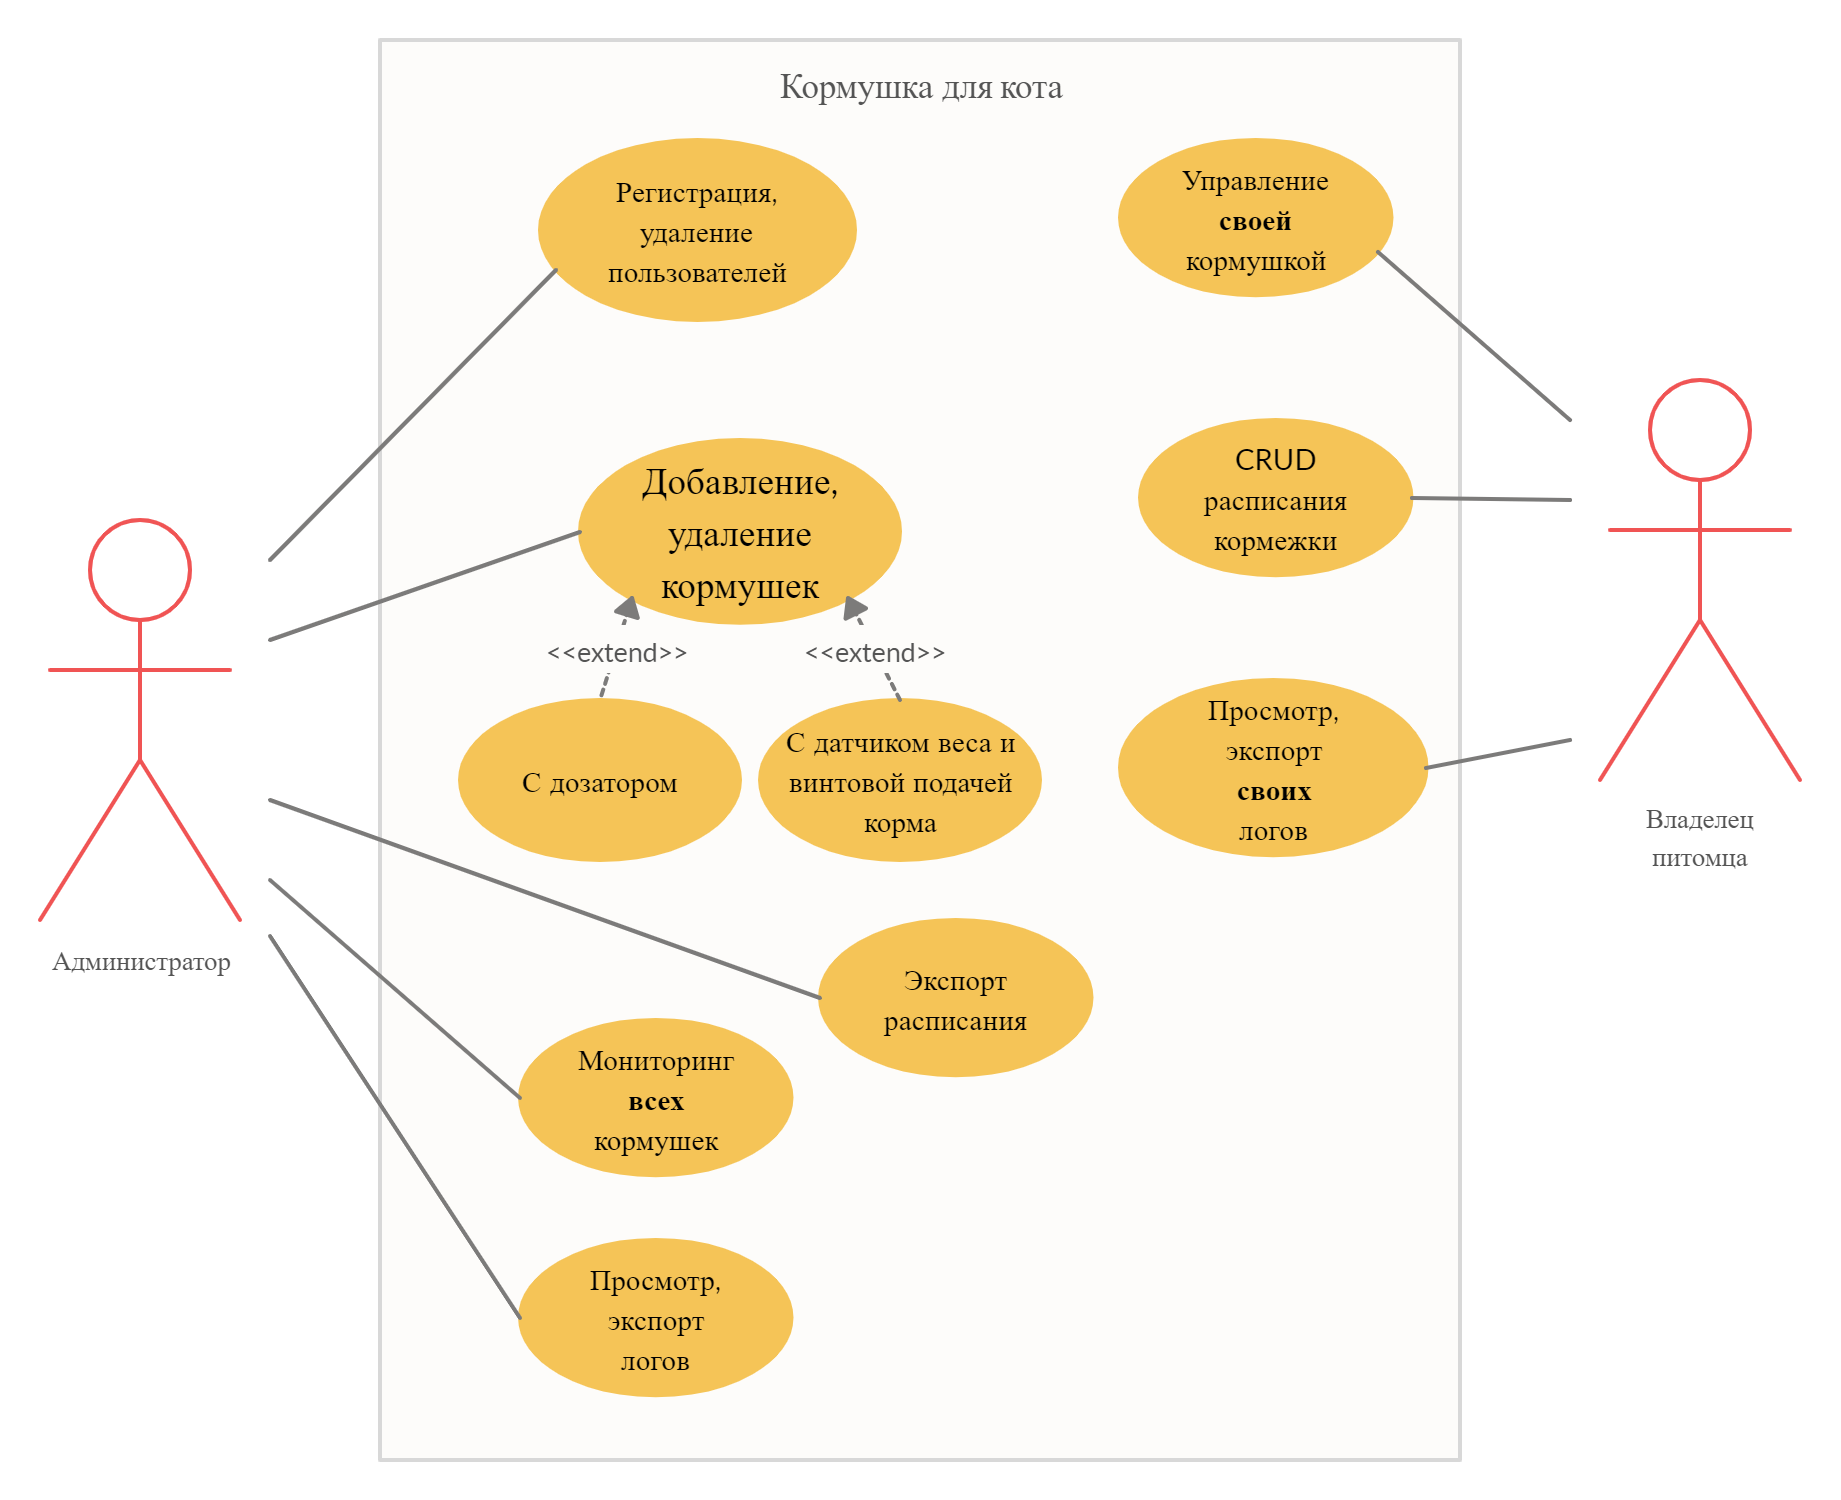 Кормушка для кота
Регистрация,
удаление
пользователей
Управление
своей
кормушкой
Добавление,
удаление
кормушек
CRUD
расписания
кормежки
<<extend>>
<<extend>>
С дозатором
С датчиком веса и
винтовой подачей
корма
Просмотр,
экспорт
своих
логов
Владелец
питомца
Администратор
Экспорт
расписания
Мониторинг
всех
кормушек
Просмотр,
экспорт
логов